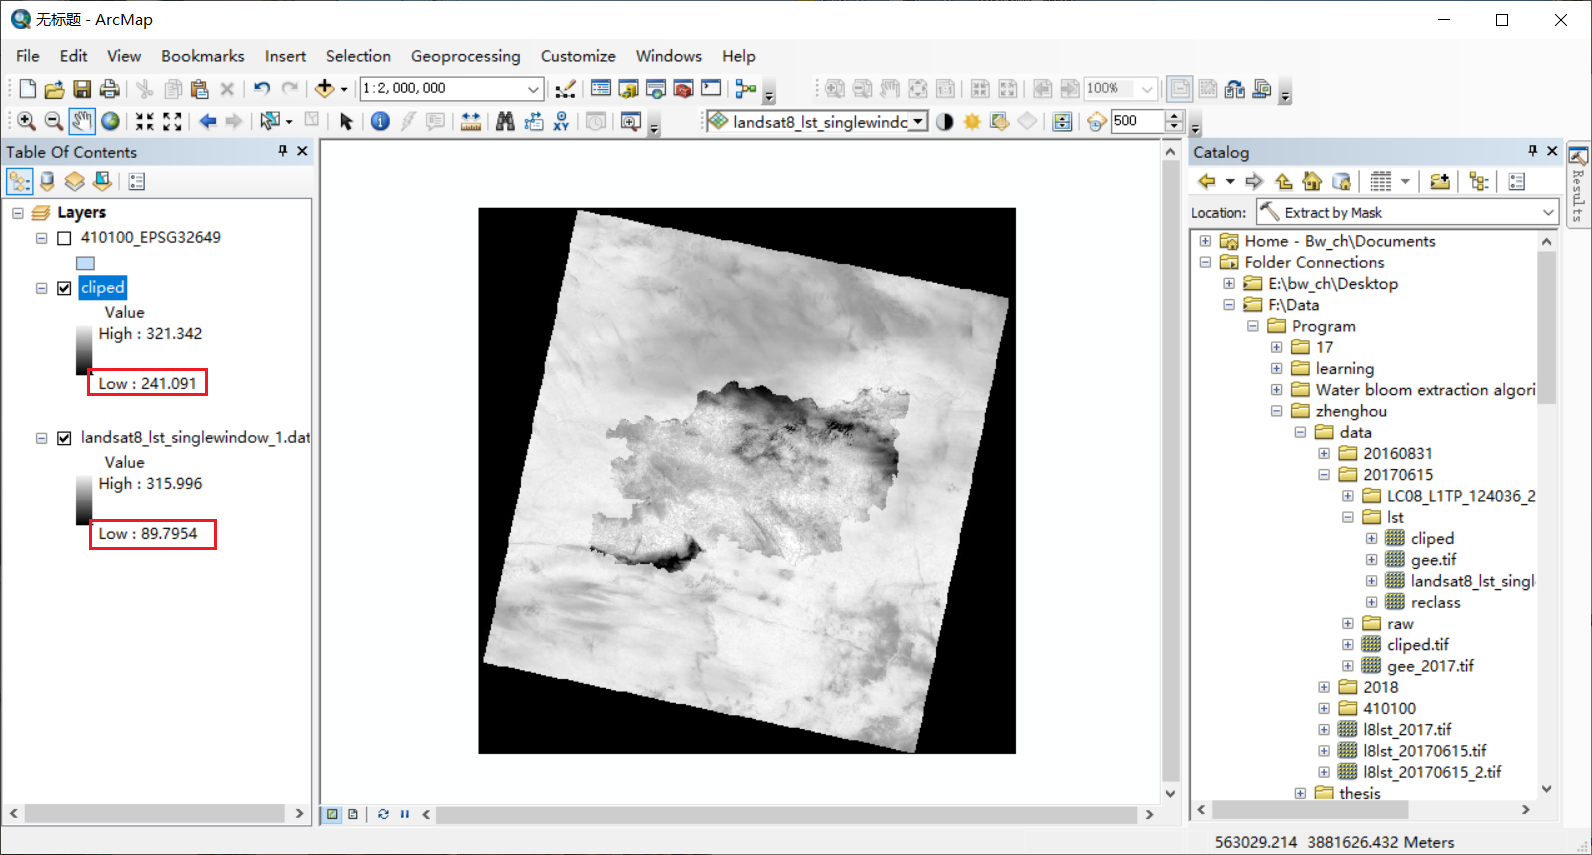 无标题 - ArcMap
File Edit View Bookmarks Insert Selection Geoprocessing Customize Windows Help
1:2,000,000
100%
landsat8_lst_singlewindc
500
Table Of Contents
Layers
410100_EPSG32649
cliped
Value
High : 321.342
Low : 241.091
landsat8_lst_singlewindow_1.dat
Value
High : 315.996
Low : 89.7954
Catalog
Location: Extract by Mask
Home - Bw_ch\Documents
Folder Connections
E:\bw_ch\Desktop
F:\Data
Program
17
learning
Water bloom extraction algori
zhenghou
data
20160831
20170615
LC08_L1TP_124036_2
lst
cliped
gee.tif
landsat8_lst_singl
reclass
raw
cliped.tif
gee_2017.tif
2018
410100
l8lst_2017.tif
l8lst_20170615.tif
l8lst_20170615_2.tif
thesis
Results
563029.214 3881626.432 Meters